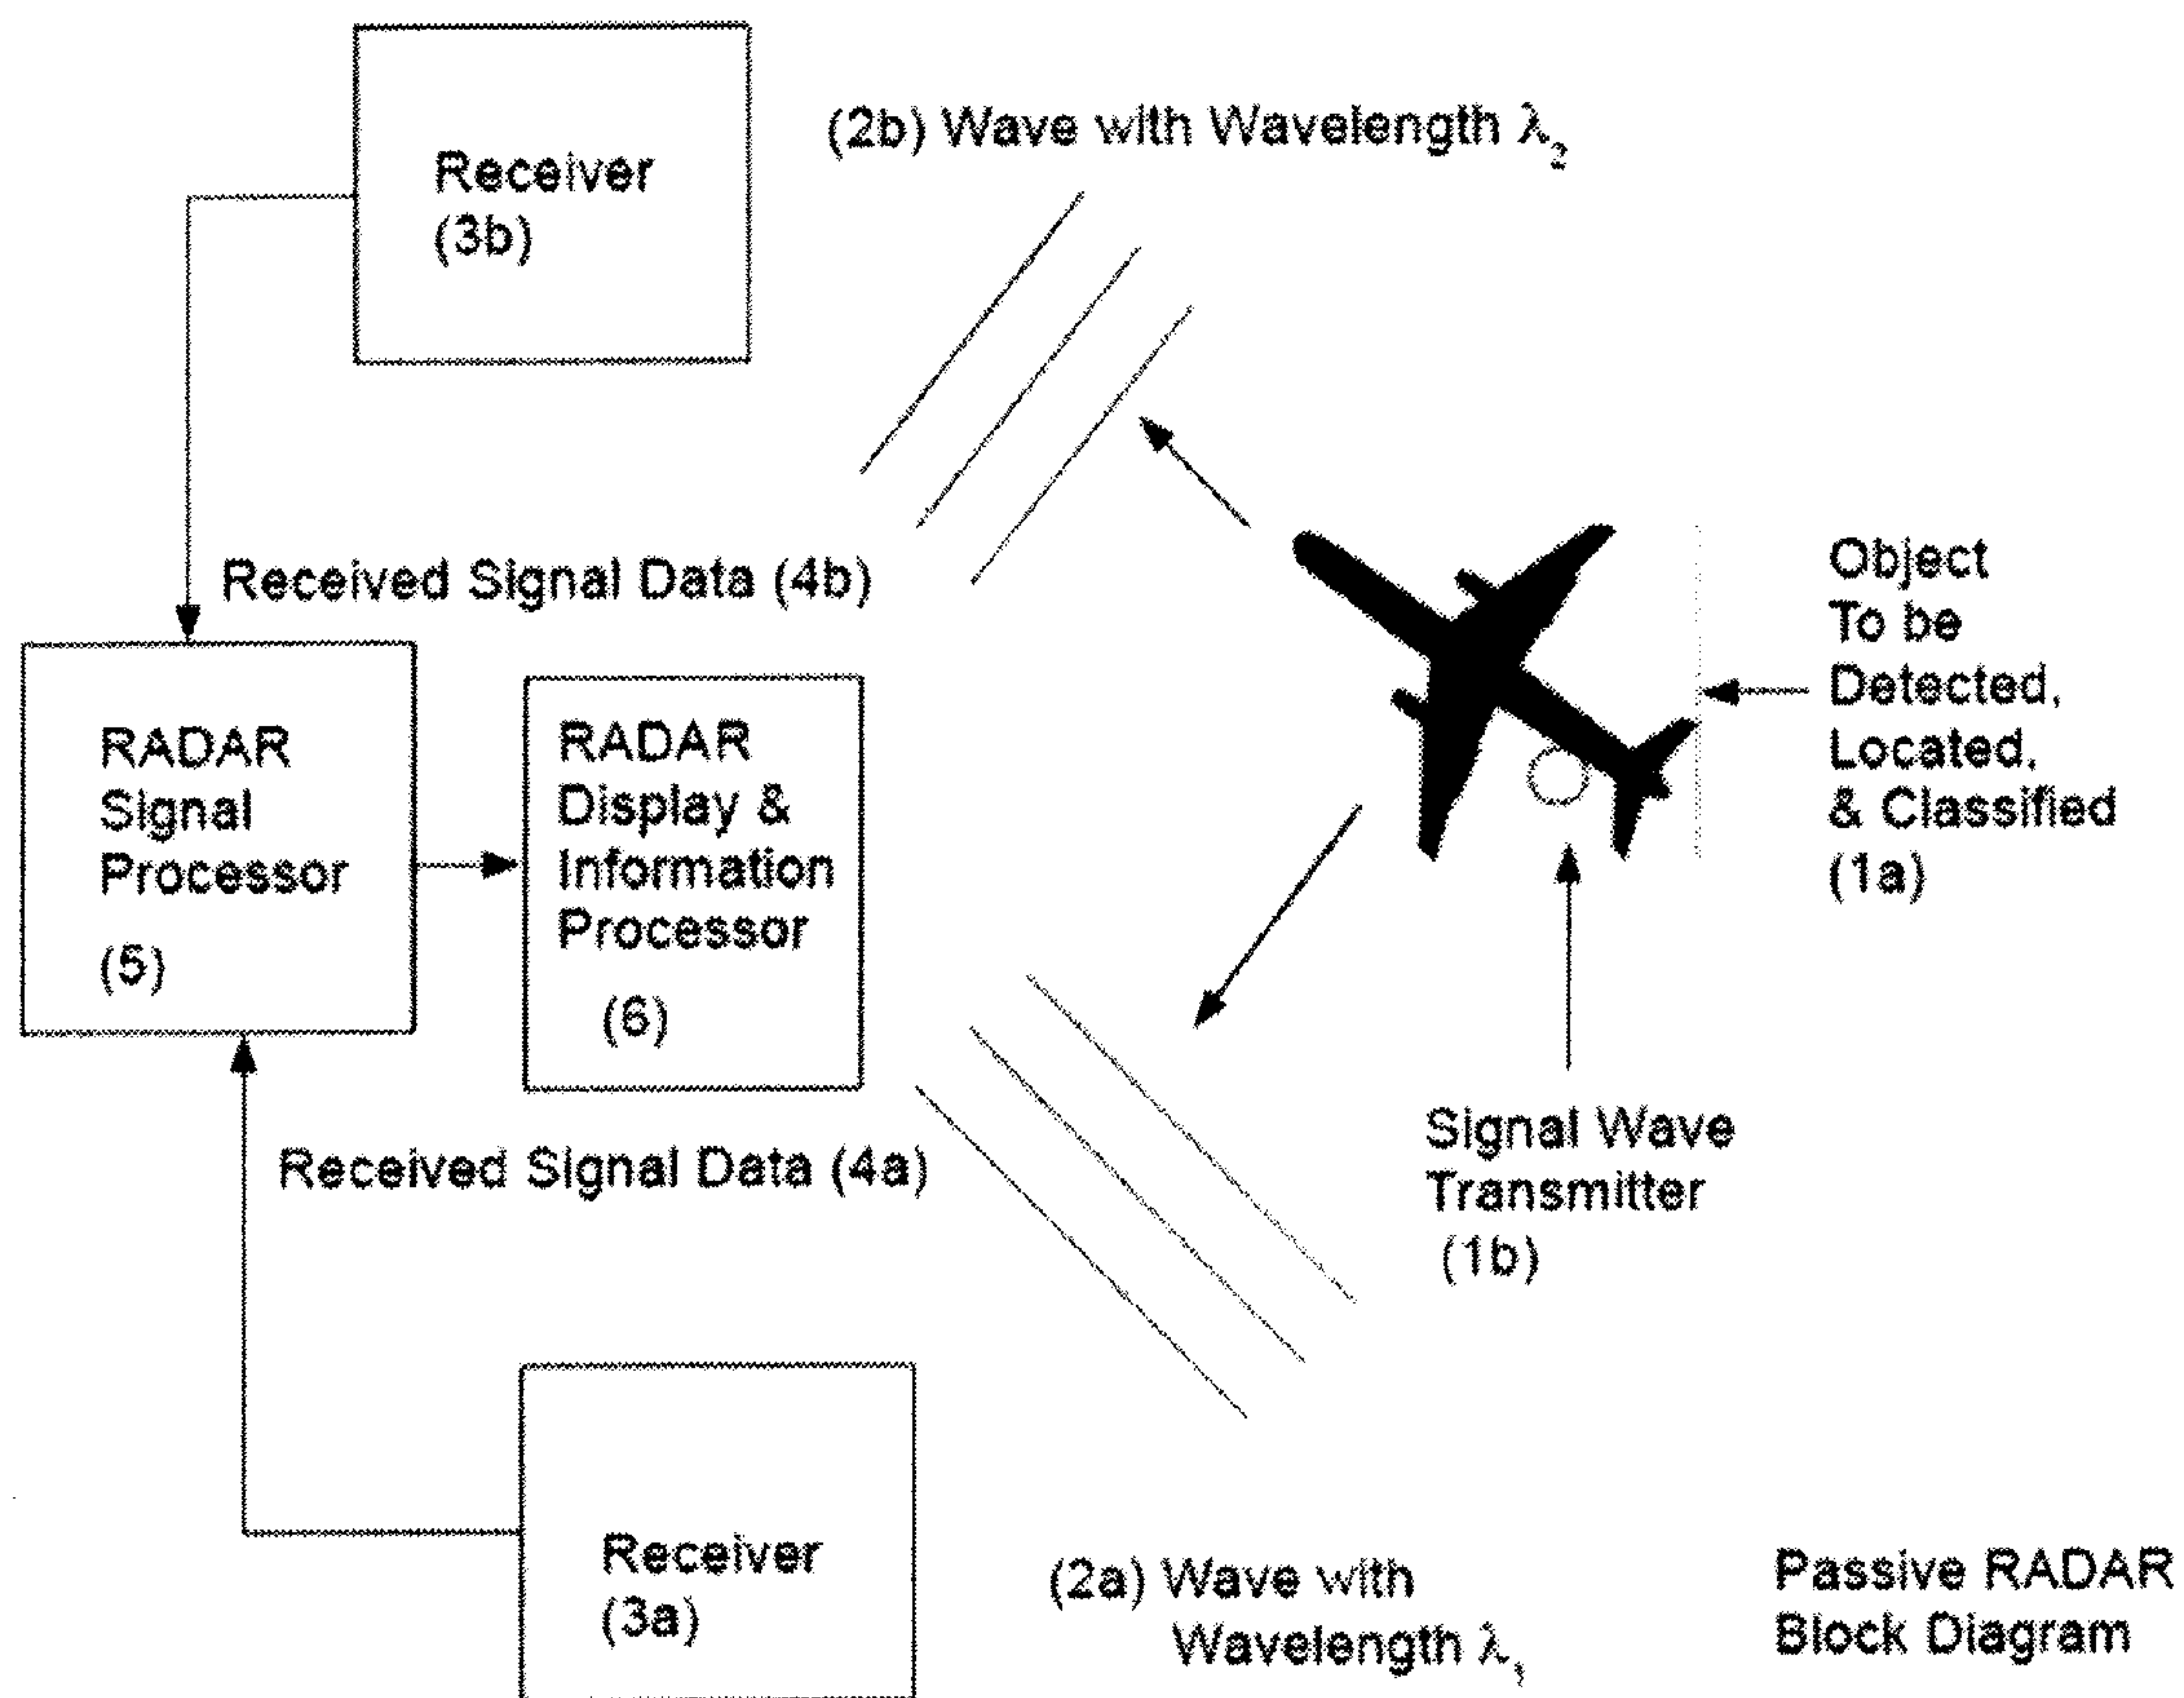 Receiver
(3b)
(2b) Wave with Wavelength λ₂
Received Signal Data (4b)
Object
To be
Detected,
Located,
& Classified
(1a)
RADAR
Signal
Processor
(5)
RADAR
Display &
Information
Processor
(6)
Received Signal Data (4a)
Signal Wave
Transmitter
(1b)
Receiver
(3a)
(2a) Wave with
Wavelength λ₁
Passive RADAR
Block Diagram